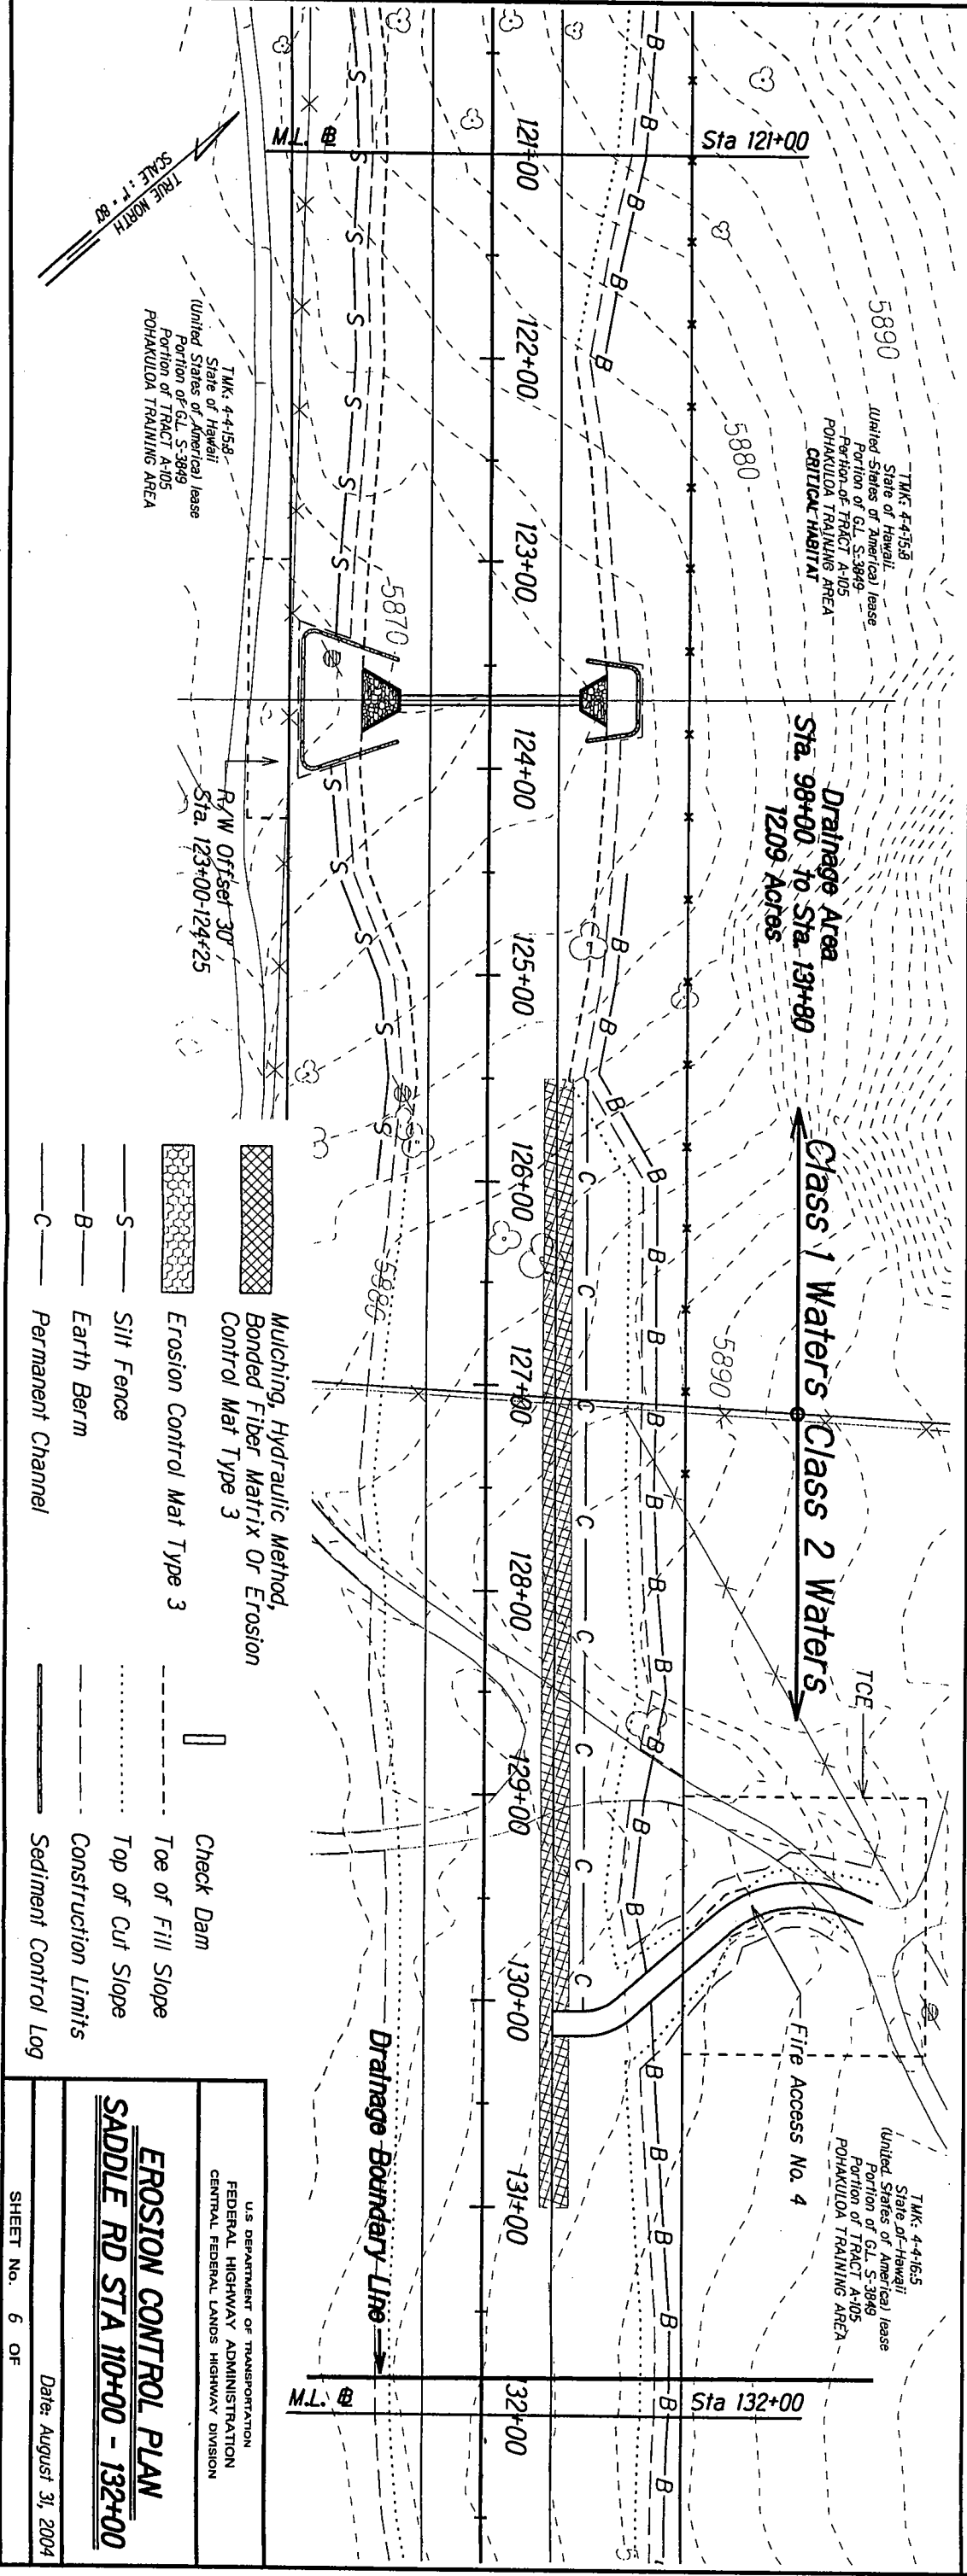 Sta 121+00
M.L. ℄
121+00
122+00
123+00
124+00
125+00
126+00
127+00
128+00
129+00
130+00
131+00
132+00
Sta 132+00
M.L. ℄
TRUE NORTH
SCALE : 1" = 80'
5890
5880
5870
5890
5880
TMK: 4-4-15:8
State of Hawaii
(United States of America) lease
Portion of G.L. S-3849
Portion of TRACT A-105
POHAKULOA TRAINING AREA
CRITICAL HABITAT
TMK: 4-4-15:8
State of Hawaii
(United States of America) lease
Portion of G.L. S-3849
Portion of TRACT A-105
POHAKULOA TRAINING AREA
Drainage Area
Sta. 98+00 to Sta. 131+80
12.09 Acres
R/W Offset 30'
Sta. 123+00-124+25
Class 1 Waters
Class 2 Waters
TCE
Fire Access No. 4
TMK: 4-4-16:5
State of Hawaii
(United States of America) lease
Portion of G.L. S-3849
Portion of TRACT A-105
POHAKULOA TRAINING AREA
Drainage Boundary Line
S S S S S S S S S S S
B B B B B B B B B B B B B B B B B B B B B B B
C C C C C C C C
Mulching, Hydraulic Method,
Bonded Fiber Matrix Or Erosion
Control Mat Type 3
Erosion Control Mat Type 3
S Silt Fence
B Earth Berm
C Permanent Channel
Check Dam
Toe of Fill Slope
Top of Cut Slope
Construction Limits
Sediment Control Log
U.S DEPARTMENT OF TRANSPORTATION
FEDERAL HIGHWAY ADMINISTRATION
CENTRAL FEDERAL LANDS HIGHWAY DIVISION
EROSION CONTROL PLAN
SADDLE RD STA 110+00 - 132+00
Date: August 31, 2004
SHEET No. 6 OF